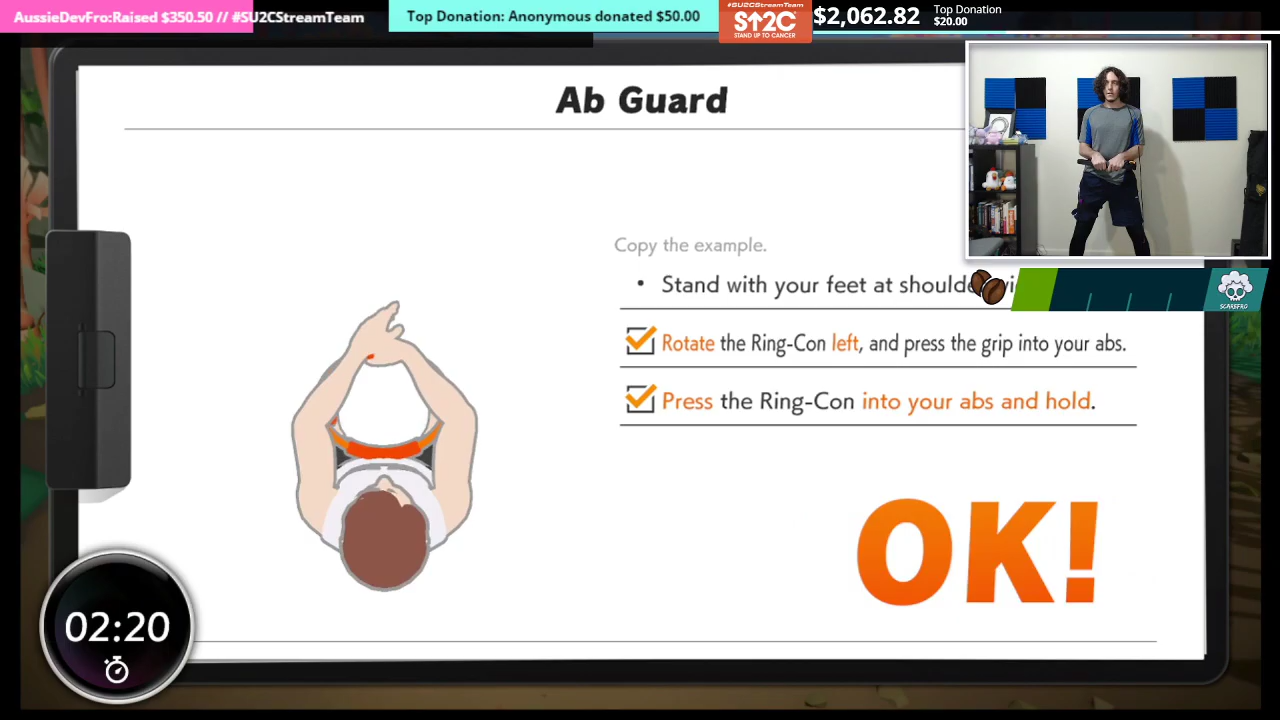 AussieDevFro:Raised $350.50 // #SU2CStreamTeam
Top Donation: Anonymous donated $50.00
#SU2CStreamTeam
SU2C
STAND UP TO CANCER
$2,062.82
Top Donation
$20.00
Ab Guard
Copy the example.
• Stand with your feet at shoulde
SCARBFRO
Rotate the Ring-Con left, and press the grip into your abs.
Press the Ring-Con into your abs and hold.
OK!
02:20